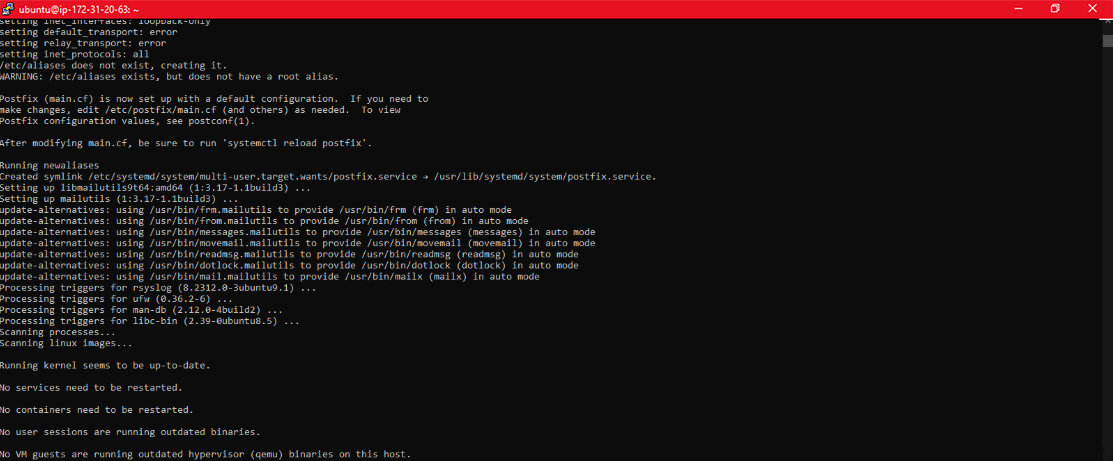 ubuntu@ip-172-31-20-63: ~
setting inet_interfaces: loopback-only
setting default_transport: error
setting relay_transport: error
setting inet_protocols: all
/etc/aliases does not exist, creating it.
WARNING: /etc/aliases exists, but does not have a root alias.
Postfix (main.cf) is now set up with a default configuration.  If you need to
make changes, edit /etc/postfix/main.cf (and others) as needed.  To view
Postfix configuration values, see postconf(1).
After modifying main.cf, be sure to run 'systemctl reload postfix'.
Running newaliases
Created symlink /etc/systemd/system/multi-user.target.wants/postfix.service → /usr/lib/systemd/system/postfix.service.
Setting up libmailutils9t64:amd64 (1:3.17-1.1build3) ...
Setting up mailutils (1:3.17-1.1build3) ...
update-alternatives: using /usr/bin/frm.mailutils to provide /usr/bin/frm (frm) in auto mode
update-alternatives: using /usr/bin/from.mailutils to provide /usr/bin/from (from) in auto mode
update-alternatives: using /usr/bin/messages.mailutils to provide /usr/bin/messages (messages) in auto mode
update-alternatives: using /usr/bin/movemail.mailutils to provide /usr/bin/movemail (movemail) in auto mode
update-alternatives: using /usr/bin/readmsg.mailutils to provide /usr/bin/readmsg (readmsg) in auto mode
update-alternatives: using /usr/bin/dotlock.mailutils to provide /usr/bin/dotlock (dotlock) in auto mode
update-alternatives: using /usr/bin/mail.mailutils to provide /usr/bin/mailx (mailx) in auto mode
Processing triggers for rsyslog (8.2312.0-3ubuntu9.1) ...
Processing triggers for ufw (0.36.2-6) ...
Processing triggers for man-db (2.12.0-4build2) ...
Processing triggers for libc-bin (2.39-0ubuntu8.5) ...
Scanning processes...
Scanning linux images...
Running kernel seems to be up-to-date.
No services need to be restarted.
No containers need to be restarted.
No user sessions are running outdated binaries.
No VM guests are running outdated hypervisor (qemu) binaries on this host.